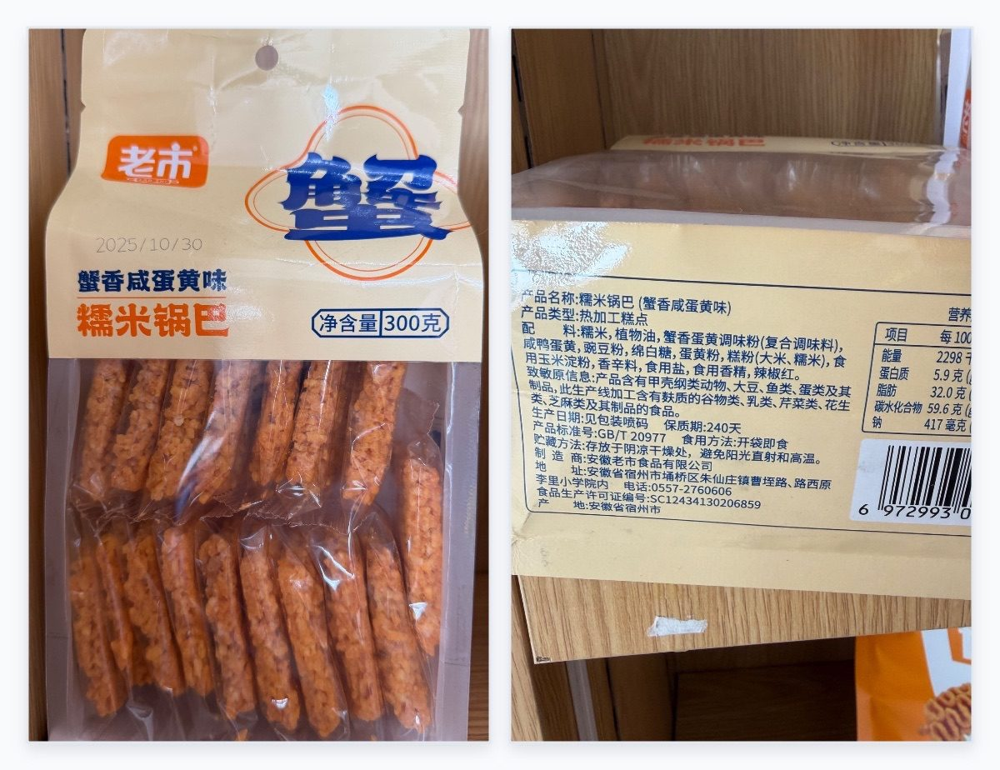 老市
蟹
2025/10/30
蟹香咸蛋黄味
糯米锅巴
净含量 300克
糯米锅巴
产品名称:糯米锅巴 (蟹香咸蛋黄味)
产品类型:热加工糕点
配 料:糯米,植物油,蟹香蛋黄调味粉(复合调味料),
咸鸭蛋黄,豌豆粉,绵白糖,蛋黄粉,糕粉(大米、糯米),食
用玉米淀粉,香辛料,食用盐,食用香精,辣椒红。
致敏原信息:产品含有甲壳纲类动物、大豆、鱼类、蛋类及其
制品,此生产线加工含有麸质的谷物类、乳类、芹菜类、花生
类、芝麻类及其制品的食品。
生产日期:见包装喷码 保质期:240天
产品标准号:GB/T 20977 食用方法:开袋即食
贮藏方法:存放于阴凉干燥处，避免阳光直射和高温。
制 造 商:安徽老市食品有限公司
地 址:安徽省宿州市埇桥区朱仙庄镇曹垤路、路西原
李里小学院内 电话:0557-2760606
食品生产许可证编号:SC12434130206859
产 地:安徽省宿州市
营养
项目 每100
能量 2298
蛋白质 5.9 克
脂肪 32.0 克
碳水化合物 59.6 克
钠 417 毫克
6 972993 0